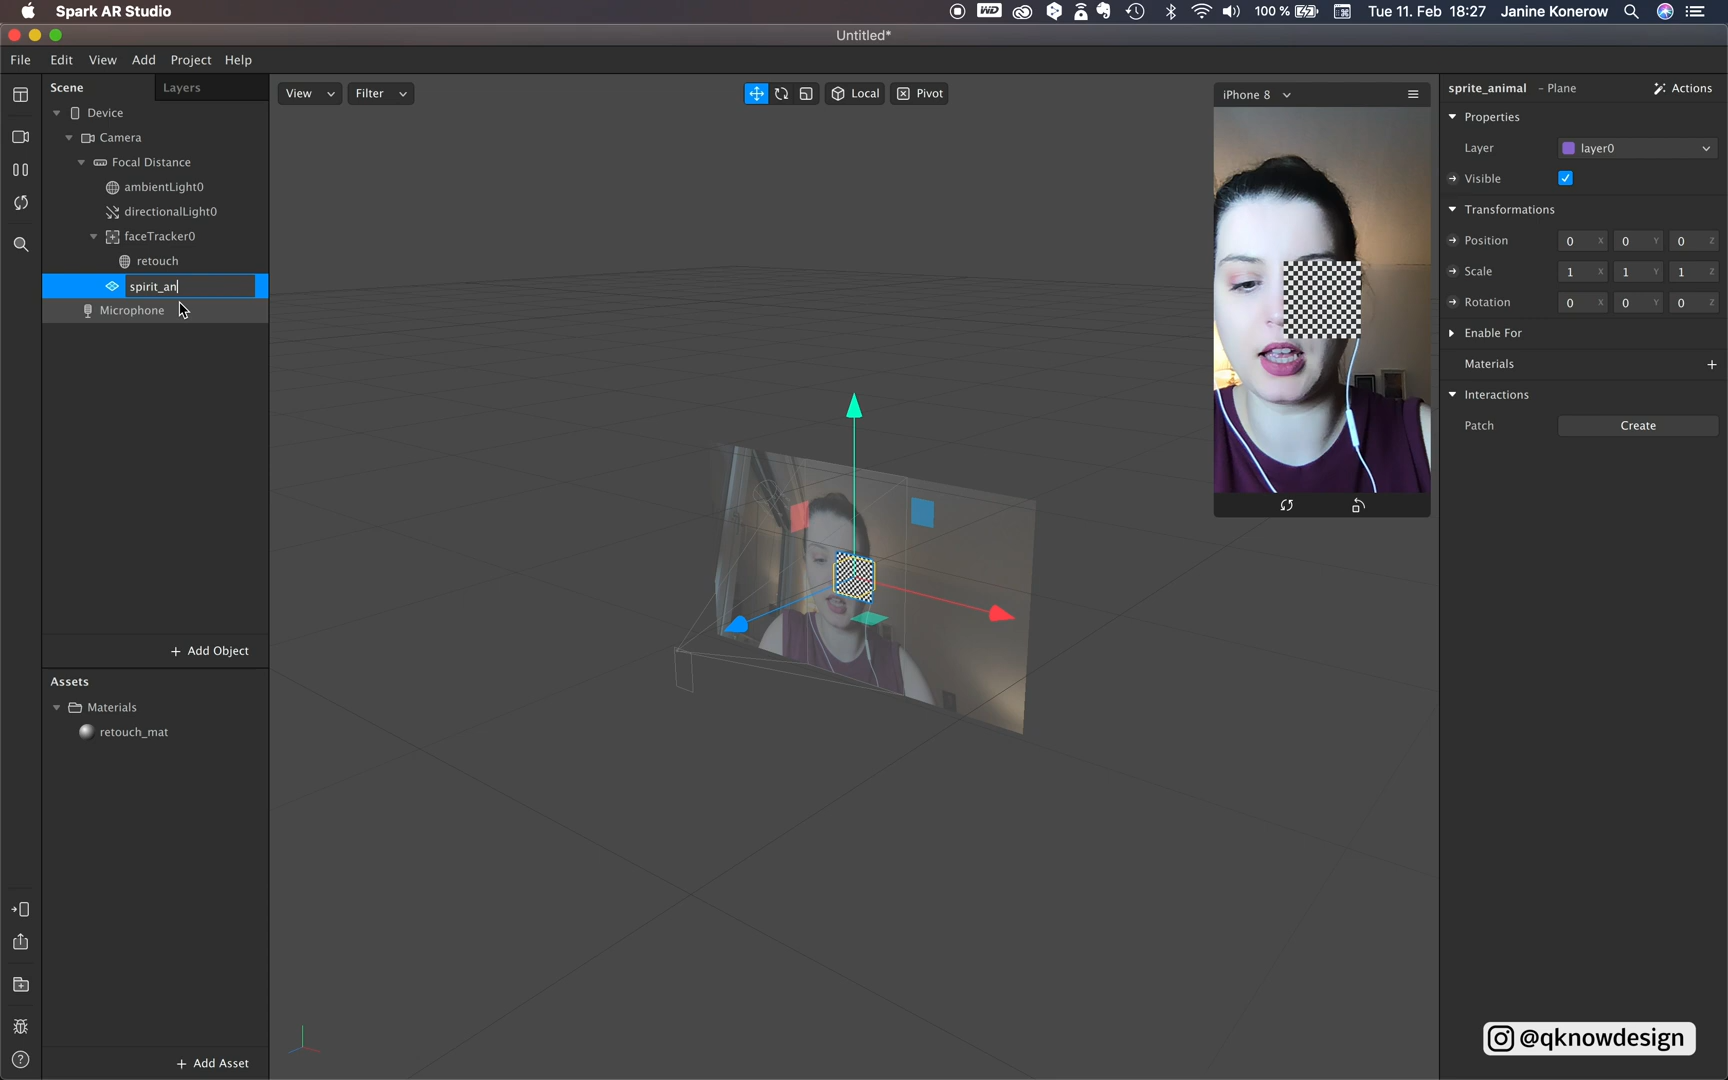 Spark AR Studio
100 %
Tue 11. Feb 18:27
Janine Konerow
Untitled*
File Edit View Add Project Help
Scene
Layers
Device
Camera
Focal Distance
ambientLight0
directionalLight0
faceTracker0
retouch
spirit_an
Microphone
+ Add Object
Assets
Materials
retouch_mat
+ Add Asset
View
Filter
Local
Pivot
iPhone 8
sprite_animal - Plane
Actions
Properties
Layer layer0
Visible
Transformations
Position 0 X 0 Y 0 Z
Scale 1 X 1 Y 1 Z
Rotation 0 X 0 Y 0 Z
Enable For
Materials +
Interactions
Patch Create
@qknowdesign